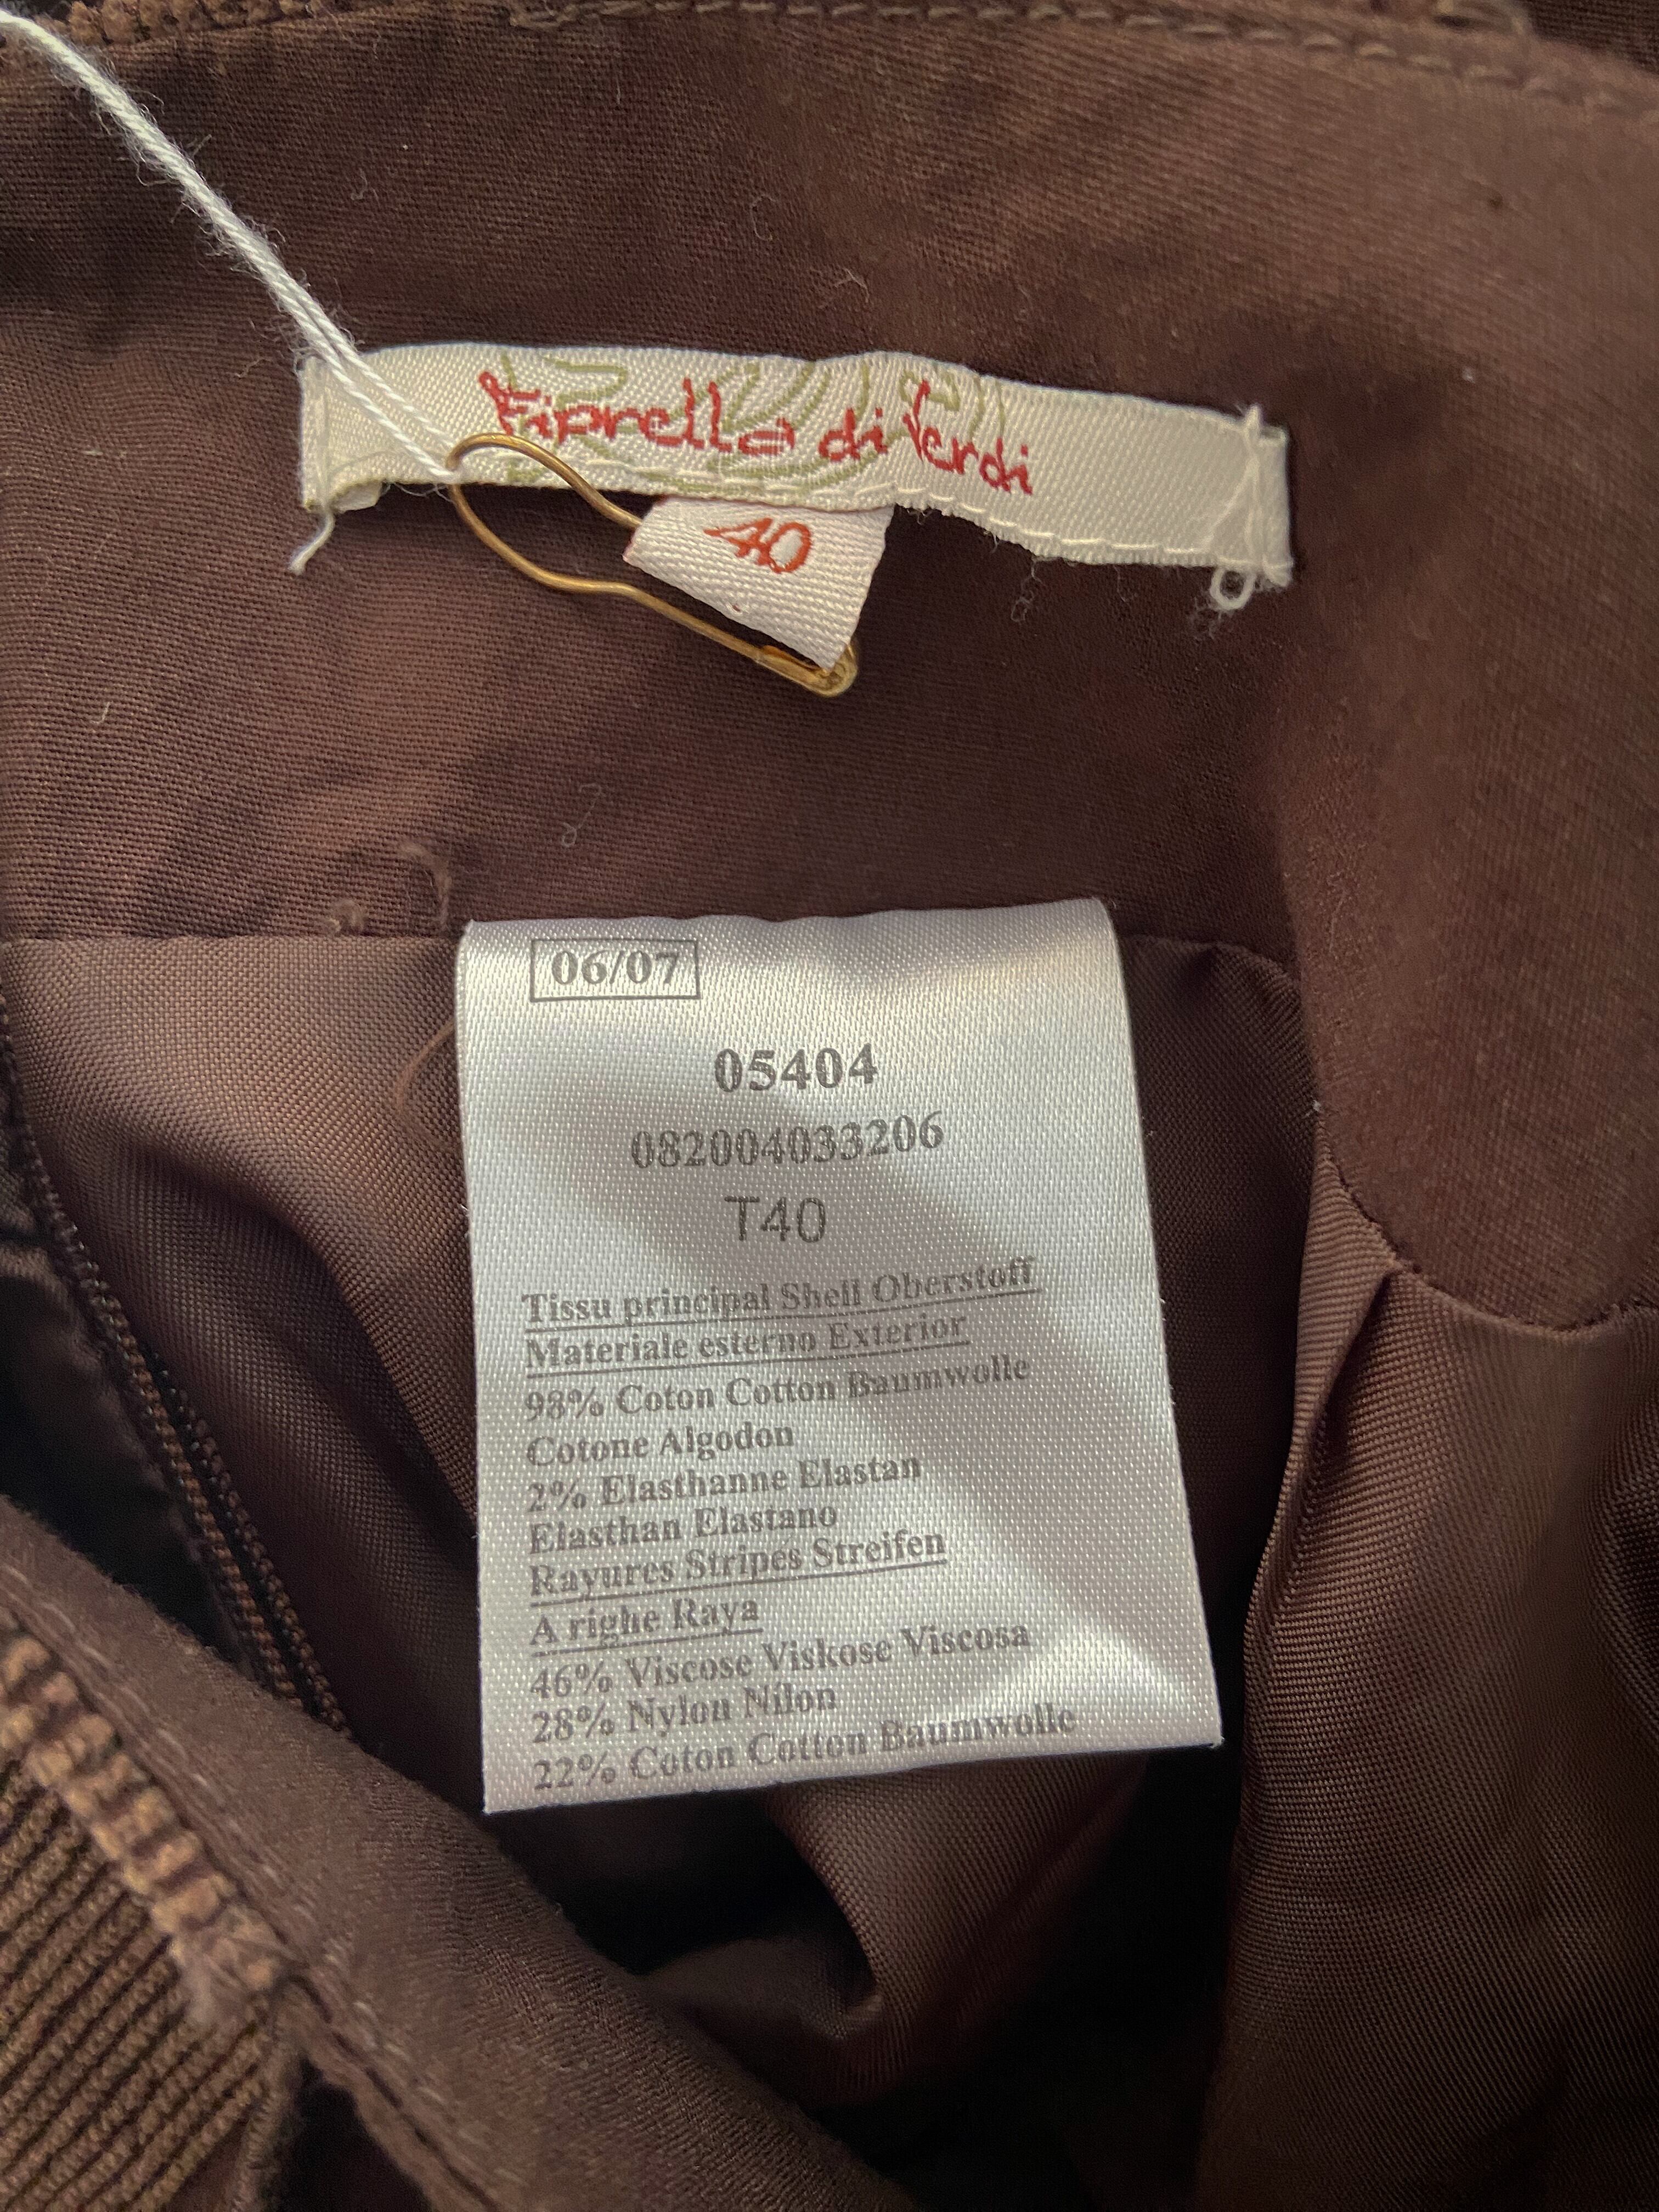 Fiorella di Verdi
40
06/07
05404
082004033206
T40
Tissu principal Shell Oberstoff
Materiale esterno Exterior
98% Coton Cotton Baumwolle
Cotone Algodon
2% Elasthanne Elastan
Elasthan Elastano
Rayures Stripes Streifen
A righe Raya
46% Viscose Viskose Viscosa
28% Nylon Nilon
22% Coton Cotton Baumwolle